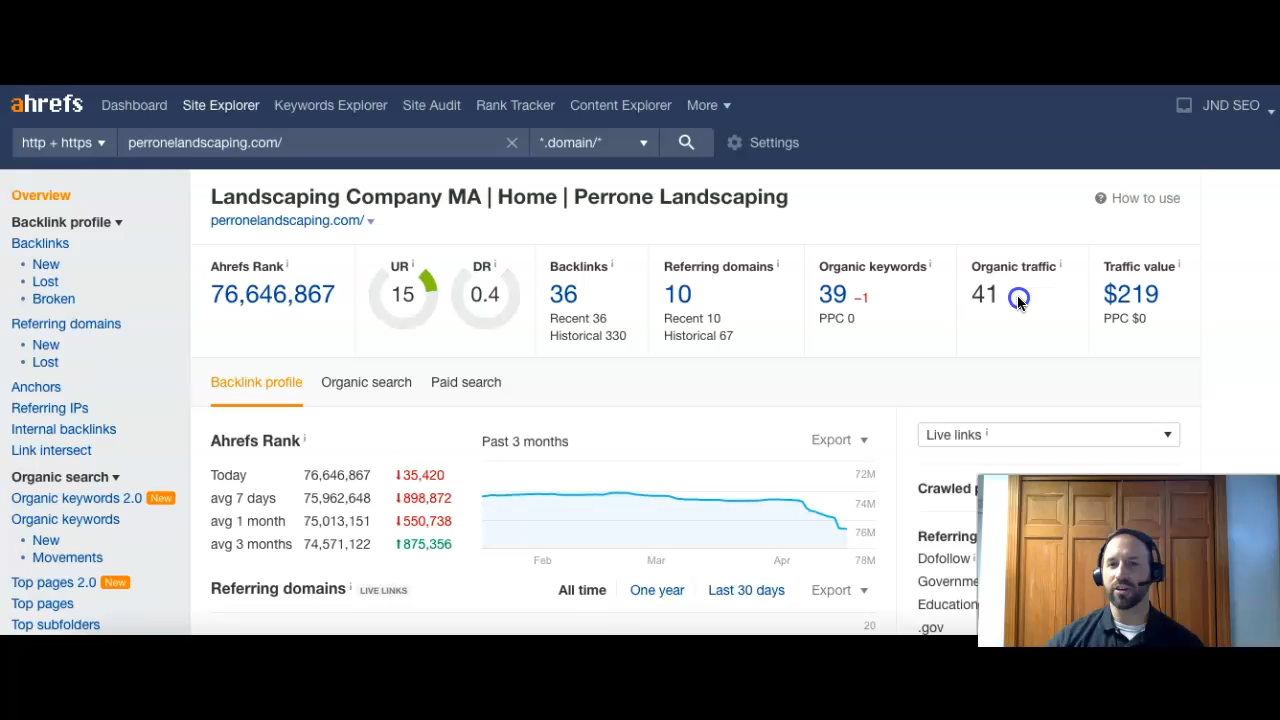 ahrefs Dashboard Site Explorer Keywords Explorer Site Audit Rank Tracker Content Explorer More JND SEO
http + https perronelandscaping.com/ *.domain/* Settings
Overview
Backlink profile
Backlinks
New
Lost
Broken
Referring domains
New
Lost
Anchors
Referring IPs
Internal backlinks
Link intersect
Organic search
Organic keywords 2.0 New
Organic keywords
New
Movements
Top pages 2.0 New
Top pages
Top subfolders
Landscaping Company MA | Home | Perrone Landscaping
How to use
perronelandscaping.com/
Ahrefs Rank i UR i DR i Backlinks i Referring domains i Organic keywords i Organic traffic i Traffic value i
76,646,867 15 0.4 36 10 39 –1 41 $219
Recent 36 Recent 10 PPC 0 PPC $0
Historical 330 Historical 67
Backlink profile Organic search Paid search
Ahrefs Rank i Past 3 months Export
Today 76,646,867 ↓35,420
avg 7 days 75,962,648 ↓898,872
avg 1 month 75,013,151 ↓550,738
avg 3 months 74,571,122 ↑875,356
72M
74M
76M
78M
Feb Mar Apr
Referring domains i LIVE LINKS All time One year Last 30 days Export
20
Live links i
Crawled
Referring
Dofollow i
Governme
Education
.gov